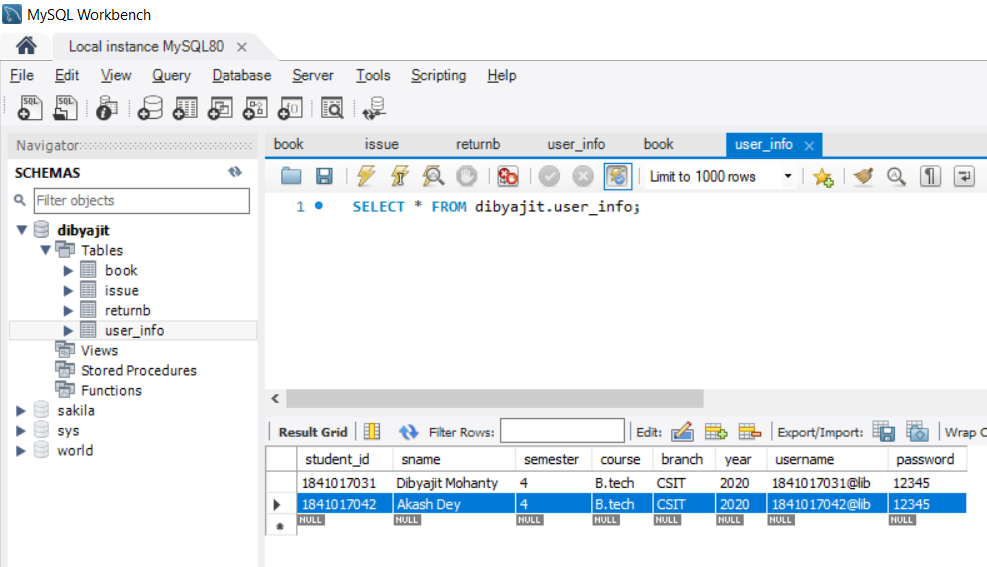 MySQL Workbench
Local instance MySQL80
File Edit View Query Database Server Tools Scripting Help
SQL SQL
Navigator
SCHEMAS
Filter objects
dibyajit
Tables
book
issue
returnb
user_info
Views
Stored Procedures
Functions
sakila
sys
world
book issue returnb user_info book user_info
Limit to 1000 rows
1 SELECT * FROM dibyajit.user_info;
Result Grid Filter Rows: Edit: Export/Import: Wrap C
student_id sname semester course branch year username password
1841017031 Dibyajit Mohanty 4 B.tech CSIT 2020 1841017031@lib 12345
1841017042 Akash Dey 4 B.tech CSIT 2020 1841017042@lib 12345
NULL NULL NULL NULL NULL NULL NULL NULL